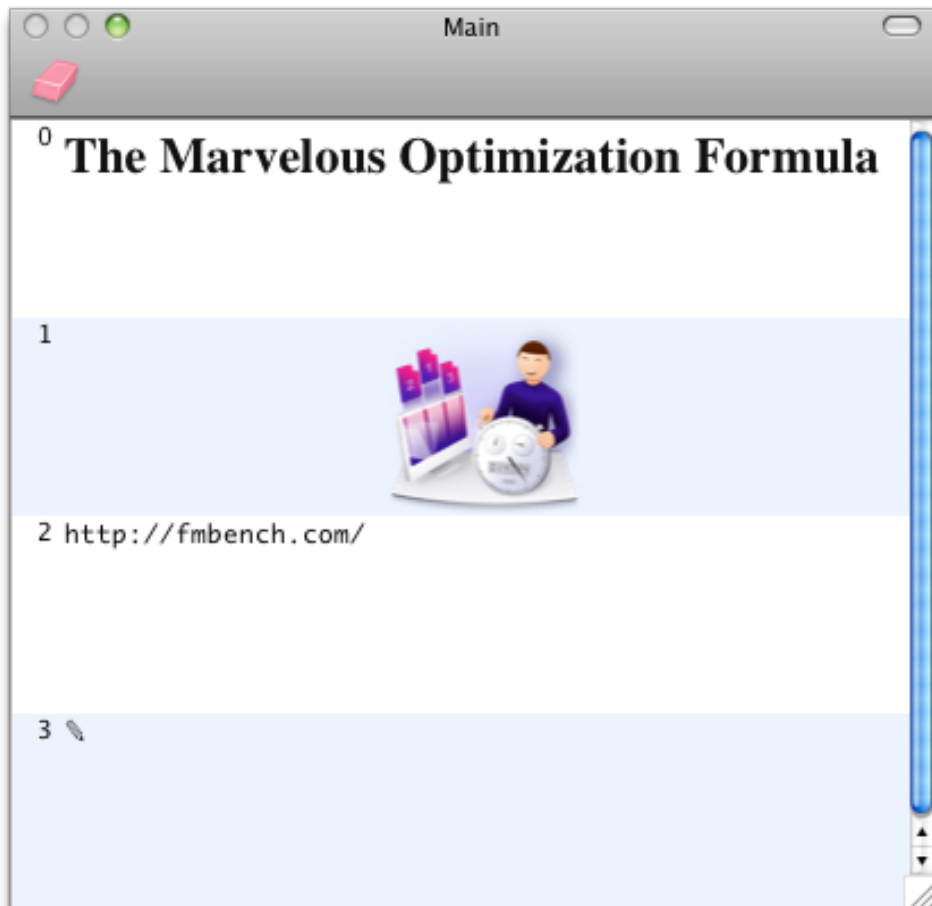 Main
0 The Marvelous Optimization Formula
1
2 http://fmbench.com/
3